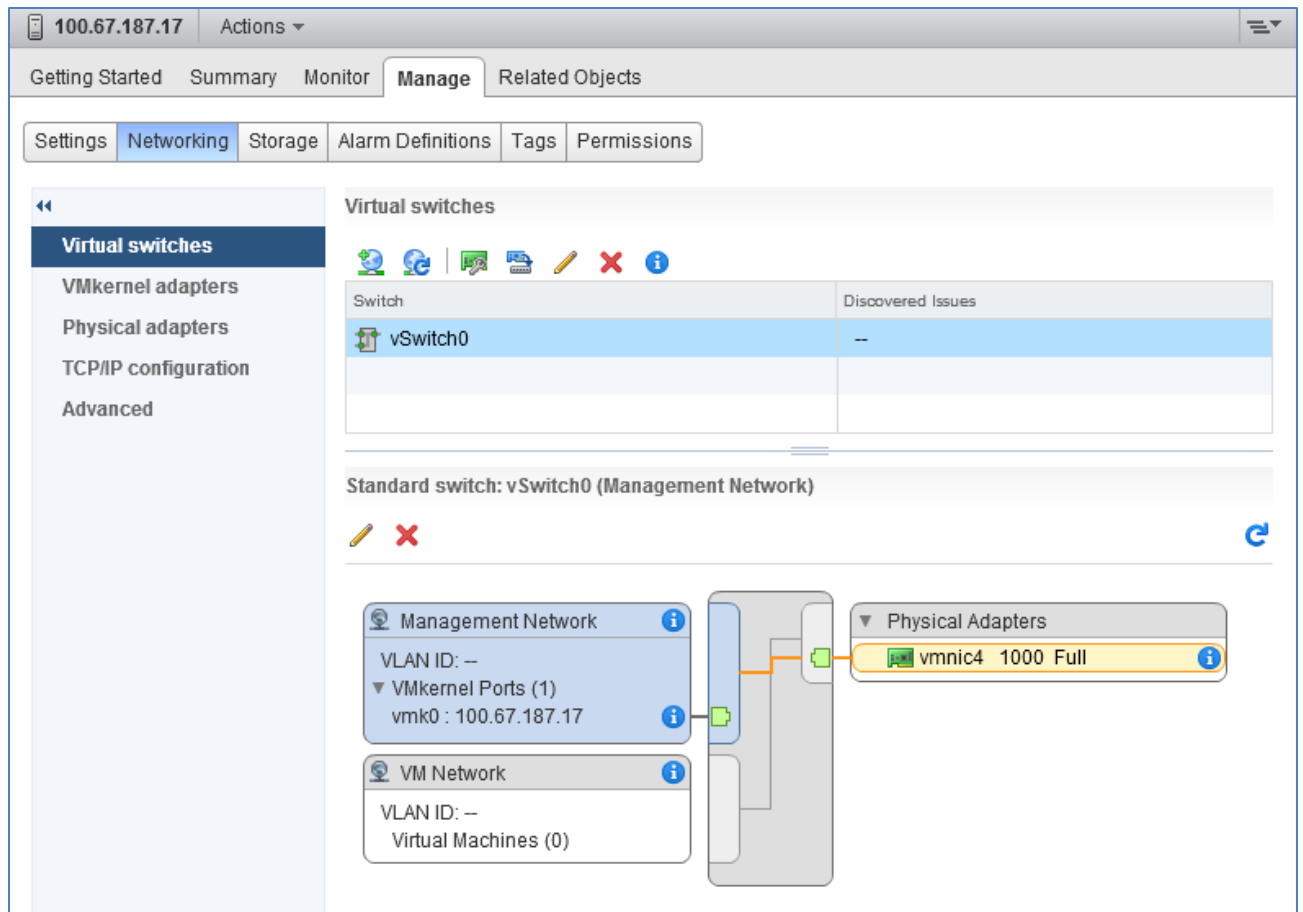 100.67.187.17 Actions
Getting Started Summary Monitor Manage Related Objects
Settings Networking Storage Alarm Definitions Tags Permissions
Virtual switches
VMkernel adapters
Physical adapters
TCP/IP configuration
Advanced
Virtual switches
Switch Discovered Issues
vSwitch0 --
Standard switch: vSwitch0 (Management Network)
Management Network
VLAN ID: --
VMkernel Ports (1)
vmk0 : 100.67.187.17
VM Network
VLAN ID: --
Virtual Machines (0)
Physical Adapters
vmnic4 1000 Full